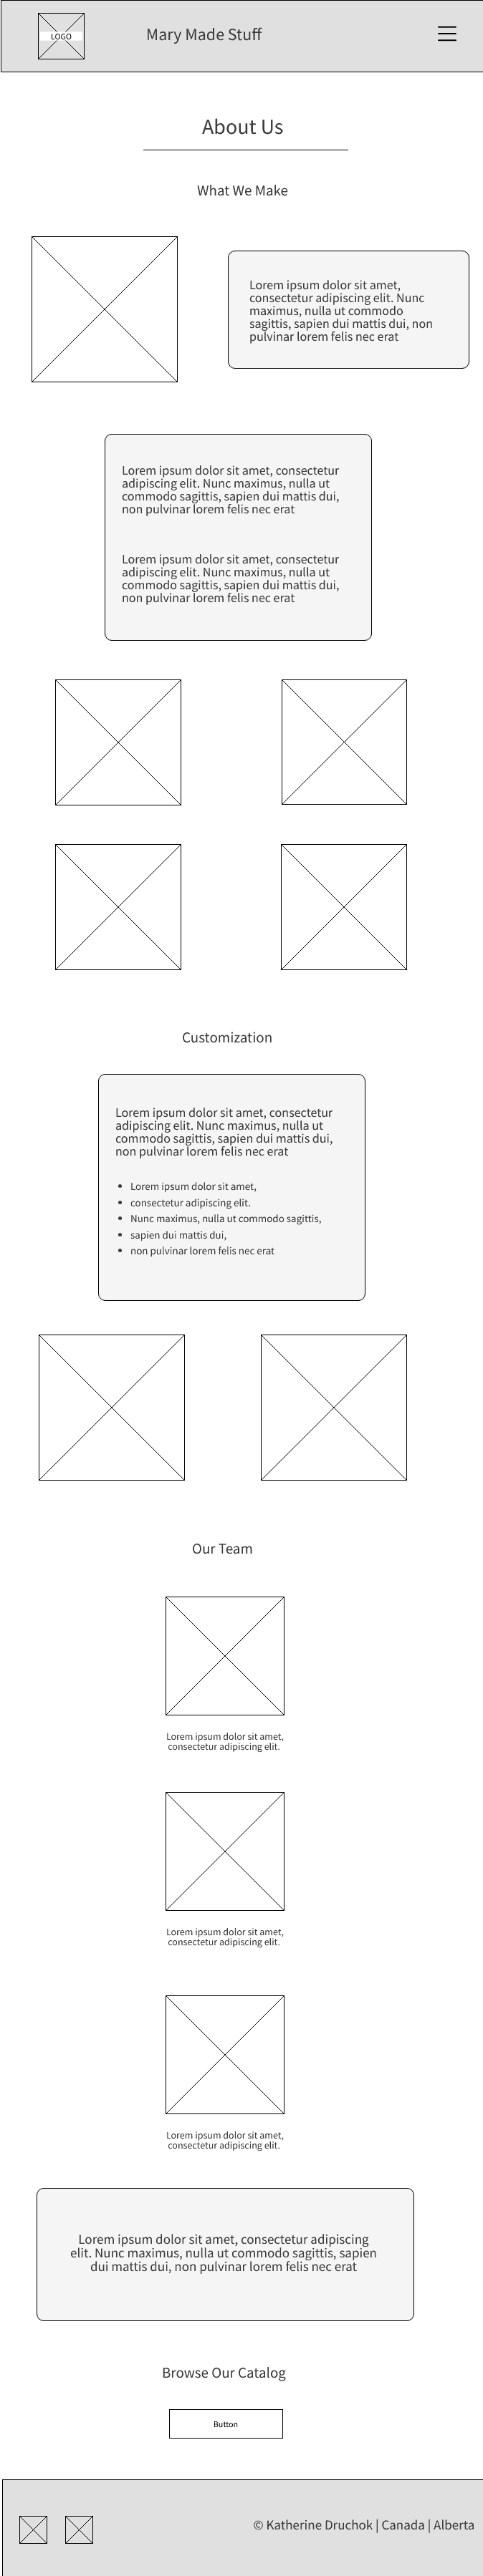 LOGO
Mary Made Stuff
About Us
What We Make
Lorem ipsum dolor sit amet,
consectetur adipiscing elit. Nunc
maximus, nulla ut commodo
sagittis, sapien dui mattis dui, non
pulvinar lorem felis nec erat
Lorem ipsum dolor sit amet, consectetur
adipiscing elit. Nunc maximus, nulla ut
commodo sagittis, sapien dui mattis dui,
non pulvinar lorem felis nec erat
Lorem ipsum dolor sit amet, consectetur
adipiscing elit. Nunc maximus, nulla ut
commodo sagittis, sapien dui mattis dui,
non pulvinar lorem felis nec erat
Customization
Lorem ipsum dolor sit amet, consectetur
adipiscing elit. Nunc maximus, nulla ut
commodo sagittis, sapien dui mattis dui,
non pulvinar lorem felis nec erat
• Lorem ipsum dolor sit amet,
• consectetur adipiscing elit.
• Nunc maximus, nulla ut commodo sagittis,
• sapien dui mattis dui,
• non pulvinar lorem felis nec erat
Our Team
Lorem ipsum dolor sit amet,
consectetur adipiscing elit.
Lorem ipsum dolor sit amet,
consectetur adipiscing elit.
Lorem ipsum dolor sit amet,
consectetur adipiscing elit.
Lorem ipsum dolor sit amet, consectetur adipiscing
elit. Nunc maximus, nulla ut commodo sagittis, sapien
dui mattis dui, non pulvinar lorem felis nec erat
Browse Our Catalog
Button
© Katherine Druchok | Canada | Alberta